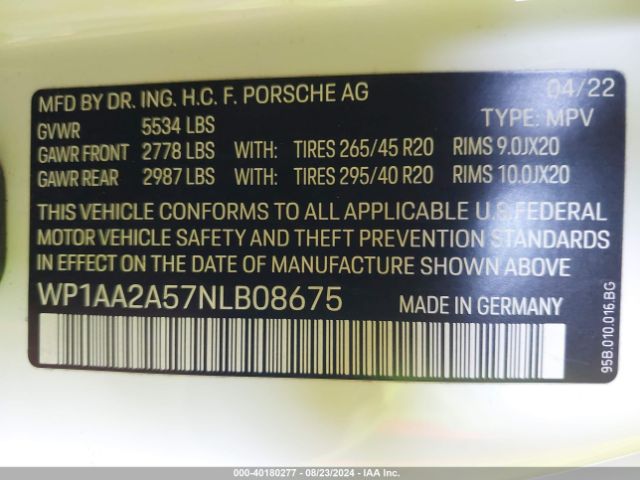 MFD BY DR. ING. H.C. F. PORSCHE AG 04/22
GVWR 5534 LBS TYPE: MPV
GAWR FRONT 2778 LBS WITH: TIRES 265/45 R20 RIMS 9.0JX20
GAWR REAR 2987 LBS WITH: TIRES 295/40 R20 RIMS 10.0JX20
THIS VEHICLE CONFORMS TO ALL APPLICABLE U.S. FEDERAL
MOTOR VEHICLE SAFETY AND THEFT PREVENTION STANDARDS
IN EFFECT ON THE DATE OF MANUFACTURE SHOWN ABOVE.
WP1AA2A57NLB08675 MADE IN GERMANY
95B.010.016.BG
000-40180277 - 08/23/2024 - IAA Inc.